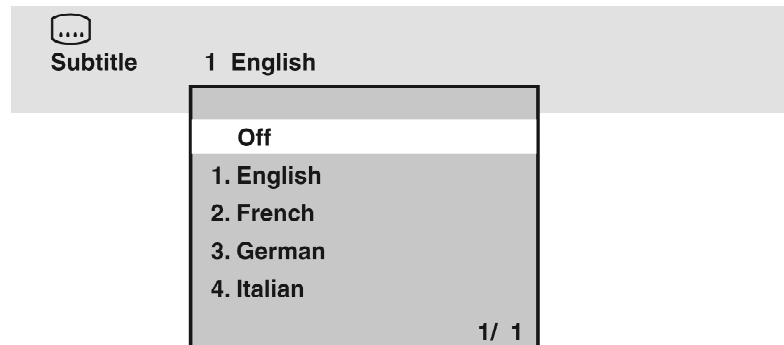 Subtitle 1 English
Off
1. English
2. French
3. German
4. Italian
1/ 1